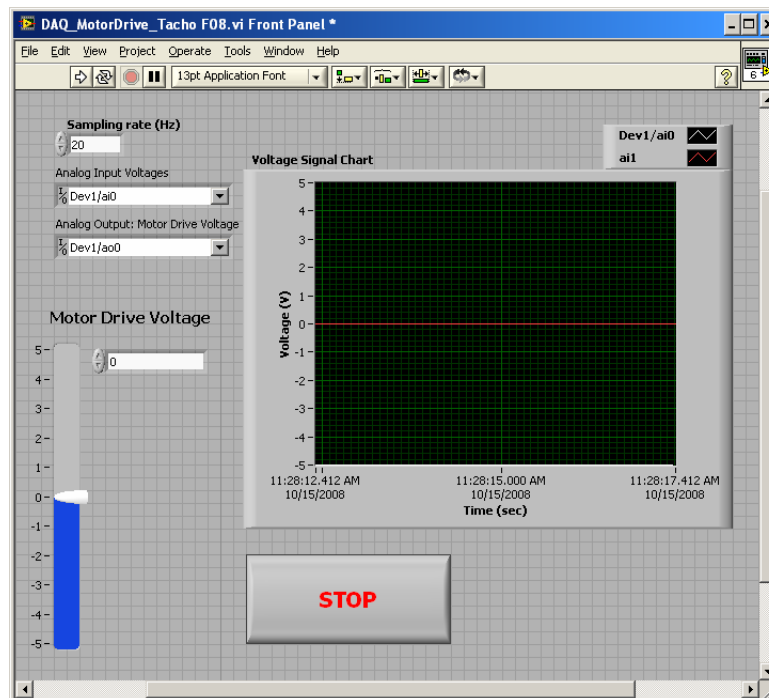 DAQ_MotorDrive_Tacho F08.vi Front Panel *
File Edit View Project Operate Tools Window Help
13pt Application Font
?
6
Sampling rate (Hz)
20
Analog Input Voltages
I/0 Dev1/ai0
Analog Output: Motor Drive Voltage
I/0 Dev1/ao0
Motor Drive Voltage
0
5
4
3
2
1
0
-1
-2
-3
-4
-5
Dev1/ai0
ai1
Voltage Signal Chart
Voltage (V)
5
4
3
2
1
0
-1
-2
-3
-4
-5
11:28:12.412 AM 11:28:15.000 AM 11:28:17.412 AM
10/15/2008 10/15/2008 10/15/2008
Time (sec)
STOP